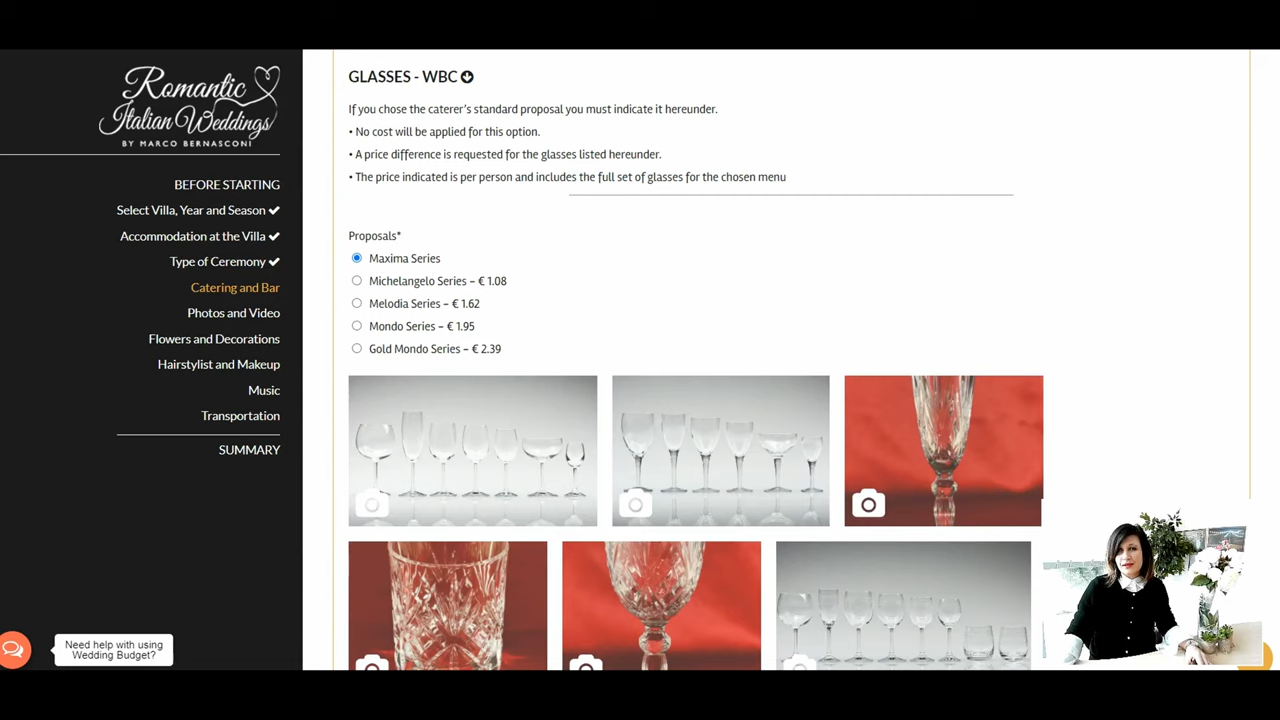 Romantic
Italian Weddings
BY MARCO BERNASCONI
BEFORE STARTING
Select Villa, Year and Season
Accommodation at the Villa
Type of Ceremony
Catering and Bar
Photos and Video
Flowers and Decorations
Hairstylist and Makeup
Music
Transportation
SUMMARY
Need help with using
Wedding Budget?
GLASSES - WBC
If you chose the caterer's standard proposal you must indicate it hereunder.
• No cost will be applied for this option.
• A price difference is requested for the glasses listed hereunder.
• The price indicated is per person and includes the full set of glasses for the chosen menu
Proposals*
Maxima Series
Michelangelo Series – € 1.08
Melodia Series – € 1.62
Mondo Series – € 1.95
Gold Mondo Series – € 2.39